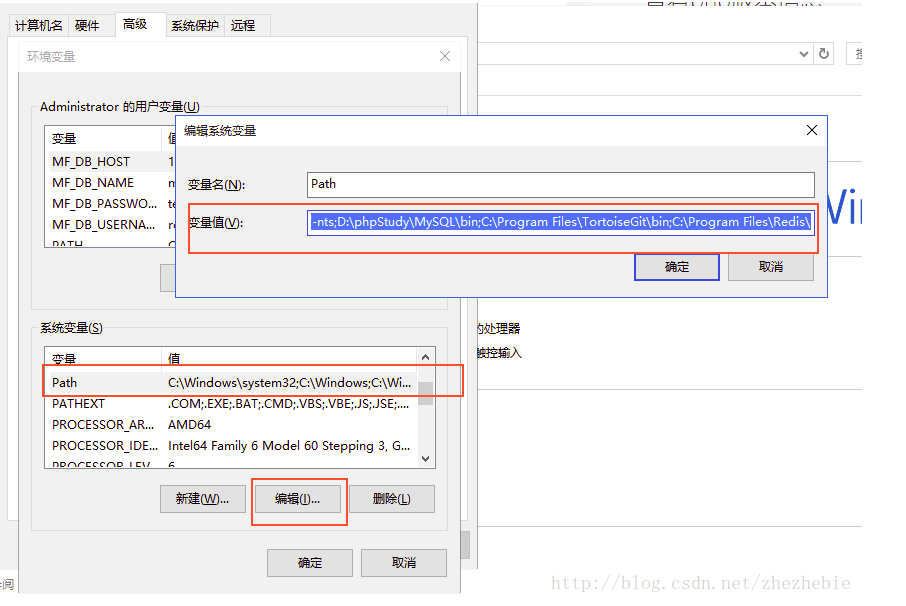 计算机名 硬件 高级 系统保护 远程
环境变量
Administrator 的用户变量(U)
变量
MF_DB_HOST
MF_DB_NAME
MF_DB_PASSWO...
MF_DB_USERNA...
PATH
编辑系统变量
变量名(N): Path
变量值(V): -nts;D:\phpStudy\MySQL\bin;C:\Program Files\TortoiseGit\bin;C:\Program Files\Redis\
确定 取消
的处理器
触控输入
系统变量(S)
变量 值
Path C:\Windows\system32;C:\Windows;C:\Wi...
PATHEXT .COM;.EXE;.BAT;.CMD;.VBS;.VBE;.JS;.JSE;....
PROCESSOR_AR... AMD64
PROCESSOR_IDE... Intel64 Family 6 Model 60 Stepping 3, G...
PROCESSOR_LEV 6
新建(W)... 编辑(I)... 删除(L)
确定 取消
http://blog.csdn.net/zhezhebie